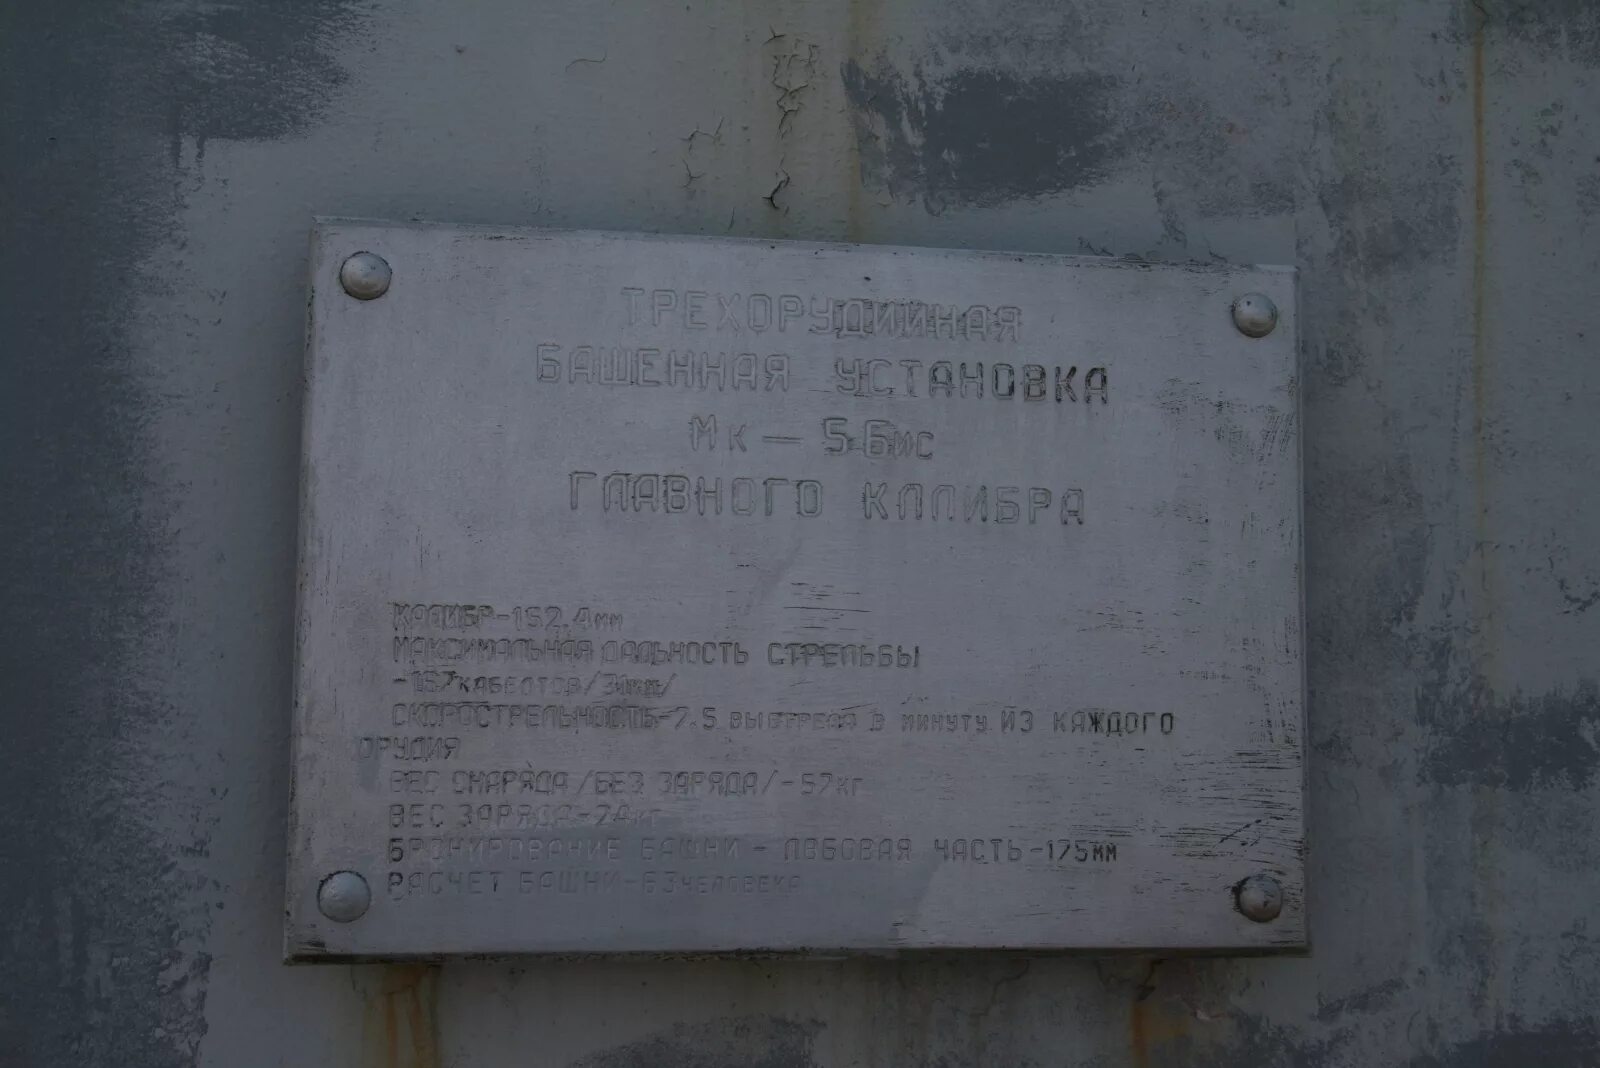 ТРЕХОРУДИЙНАЯ
БАШЕННАЯ УСТАНОВКА
Мк — 5 Бис
ГЛАВНОГО КАЛИБРА
КАЛИБР-152.4мм
МАКСИМАЛЬНАЯ ДАЛЬНОСТЬ СТРЕЛЬБЫ
-167кабелтов/31км/
СКОРОСТРЕЛЬНОСТЬ-7.5 выстрела в минуту ИЗ КАЖДОГО
ОРУДИЯ
ВЕС СНАРЯДА/БЕЗ ЗАРЯДА/-57кг
ВЕС ЗАРЯДА-24кг
БРОНИРОВАНИЕ БАШНИ - ЛОБОВАЯ ЧАСТЬ-175мм
РАСЧЕТ БАШНИ-63человека